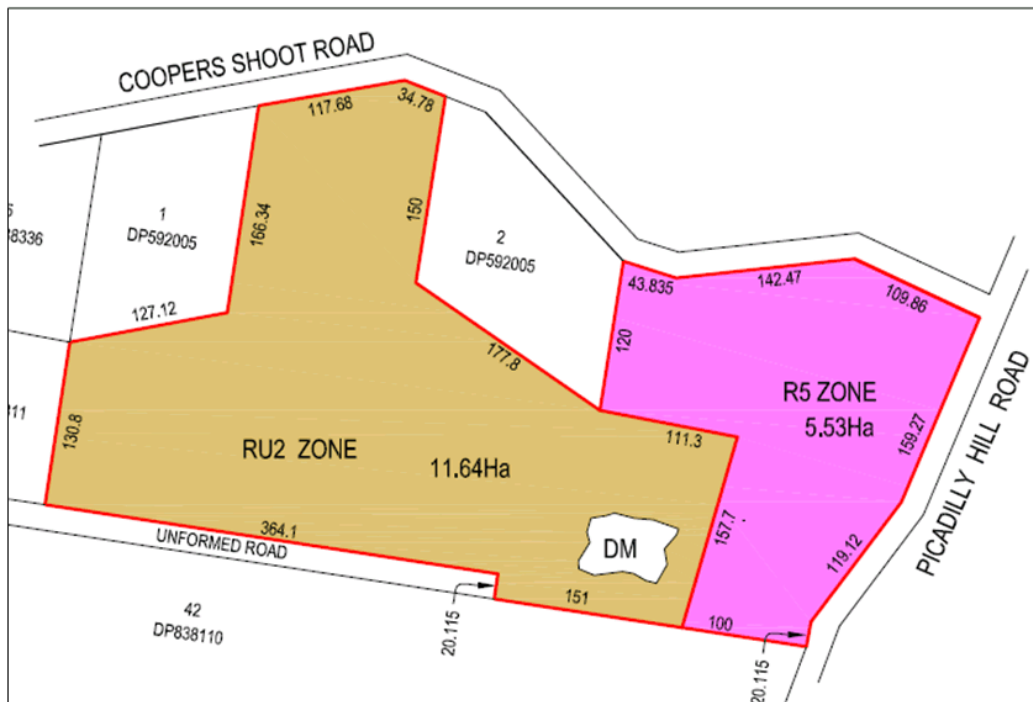 COOPERS SHOOT ROAD
117.68
34.78
166.34
150
1
DP592005
2
DP592005
38336
127.12
43.835
142.47
109.86
120
177.8
R5 ZONE
5.53Ha
111.3
159.27
PICADILLY HILL ROAD
311
130.8
RU2 ZONE
11.64Ha
157.7
119.12
DM
364.1
UNFORMED ROAD
151
100
20.115
20.115
42
DP838110